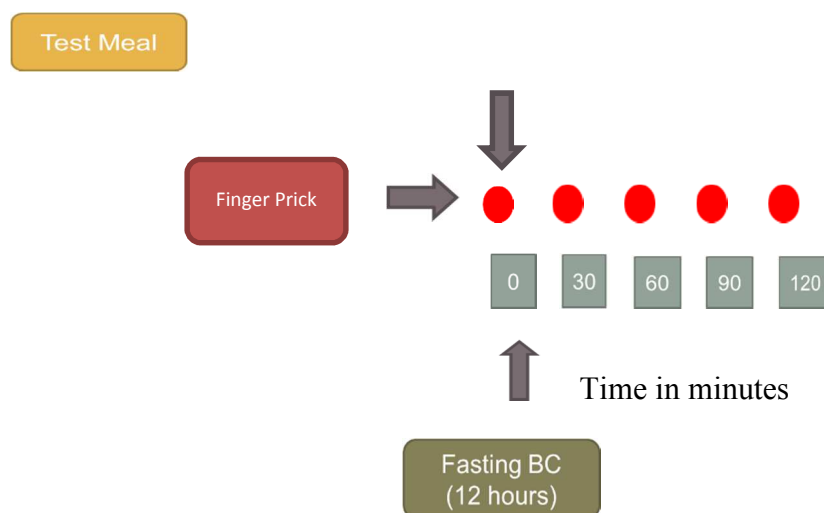 Test Meal
Finger Prick
0
30
60
90
120
Time in minutes
Fasting BC
(12 hours)